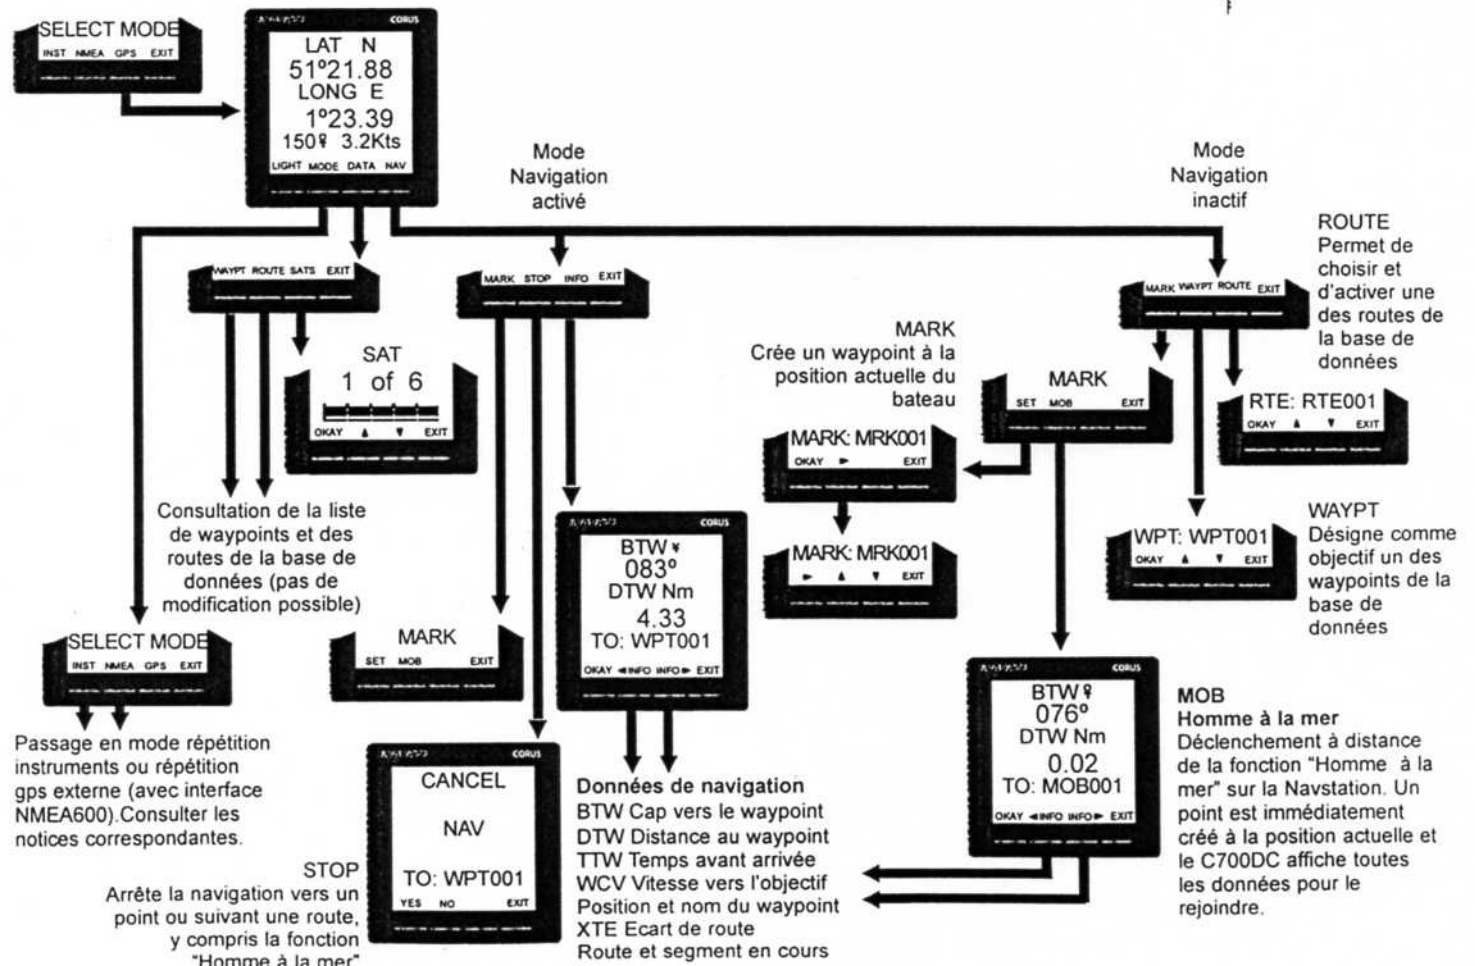 SELECT MODE
INST NMEA GPS EXIT
CORUS
LAT N
51°21.88
LONG E
1°23.39
150 3.2Kts
LIGHT MODE DATA NAV
Mode
Navigation
activé
Mode
Navigation
inactif
ROUTE
Permet de
choisir et
d'activer une
des routes de
la base de
données
WAYPT ROUTE SATS EXIT
MARK STOP INFO EXIT
MARK WAYPT ROUTE EXIT
SAT
1 of 6
OKAY ▲ ▼ EXIT
MARK
Crée un waypoint à la
position actuelle du
bateau
MARK
SET MOB EXIT
RTE: RTE001
OKAY ▲ ▼ EXIT
MARK: MRK001
OKAY ► EXIT
MARK: MRK001
► ▲ ▼ EXIT
WPT: WPT001
OKAY ▲ ▼ EXIT
WAYPT
Désigne comme
objectif un des
waypoints de la
base de
données
Consultation de la liste
de waypoints et des
routes de la base de
données (pas de
modification possible)
CORUS
BTW
083°
DTW Nm
4.33
TO: WPT001
OKAY ◄INFO INFO► EXIT
SELECT MODE
INST NMEA GPS EXIT
MARK
SET MOB EXIT
Passage en mode répétition
instruments ou répétition
gps externe (avec interface
NMEA600).Consulter les
notices correspondantes.
CORUS
CANCEL
NAV
TO: WPT001
YES NO EXIT
STOP
Arrête la navigation vers un
point ou suivant une route,
y compris la fonction
"Homme à la mer"
Données de navigation
BTW Cap vers le waypoint
DTW Distance au waypoint
TTW Temps avant arrivée
WCV Vitesse vers l'objectif
Position et nom du waypoint
XTE Ecart de route
Route et segment en cours
CORUS
BTW
076°
DTW Nm
0.02
TO: MOB001
OKAY ◄INFO INFO► EXIT
MOB
Homme à la mer
Déclenchement à distance
de la fonction "Homme à la
mer" sur la Navstation. Un
point est immédiatement
créé à la position actuelle et
le C700DC affiche toutes
les données pour le
rejoindre.